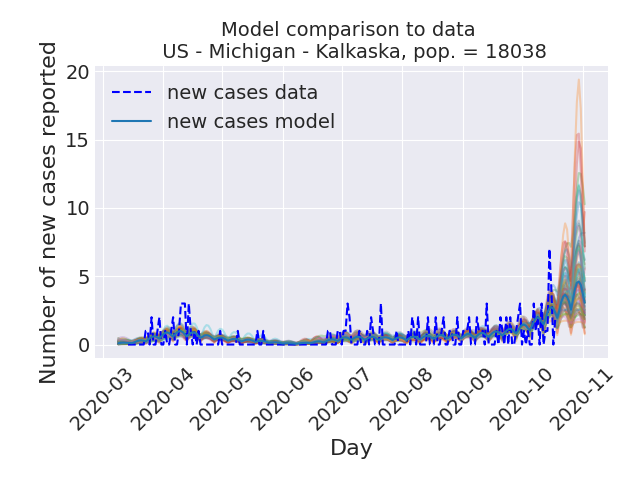 Model comparison to data
US - Michigan - Kalkaska, pop. = 18038
Number of new cases reported
20
15
10
5
0
new cases data
new cases model
2020-03
2020-04
2020-05
2020-06
2020-07
2020-08
2020-09
2020-10
2020-11
Day